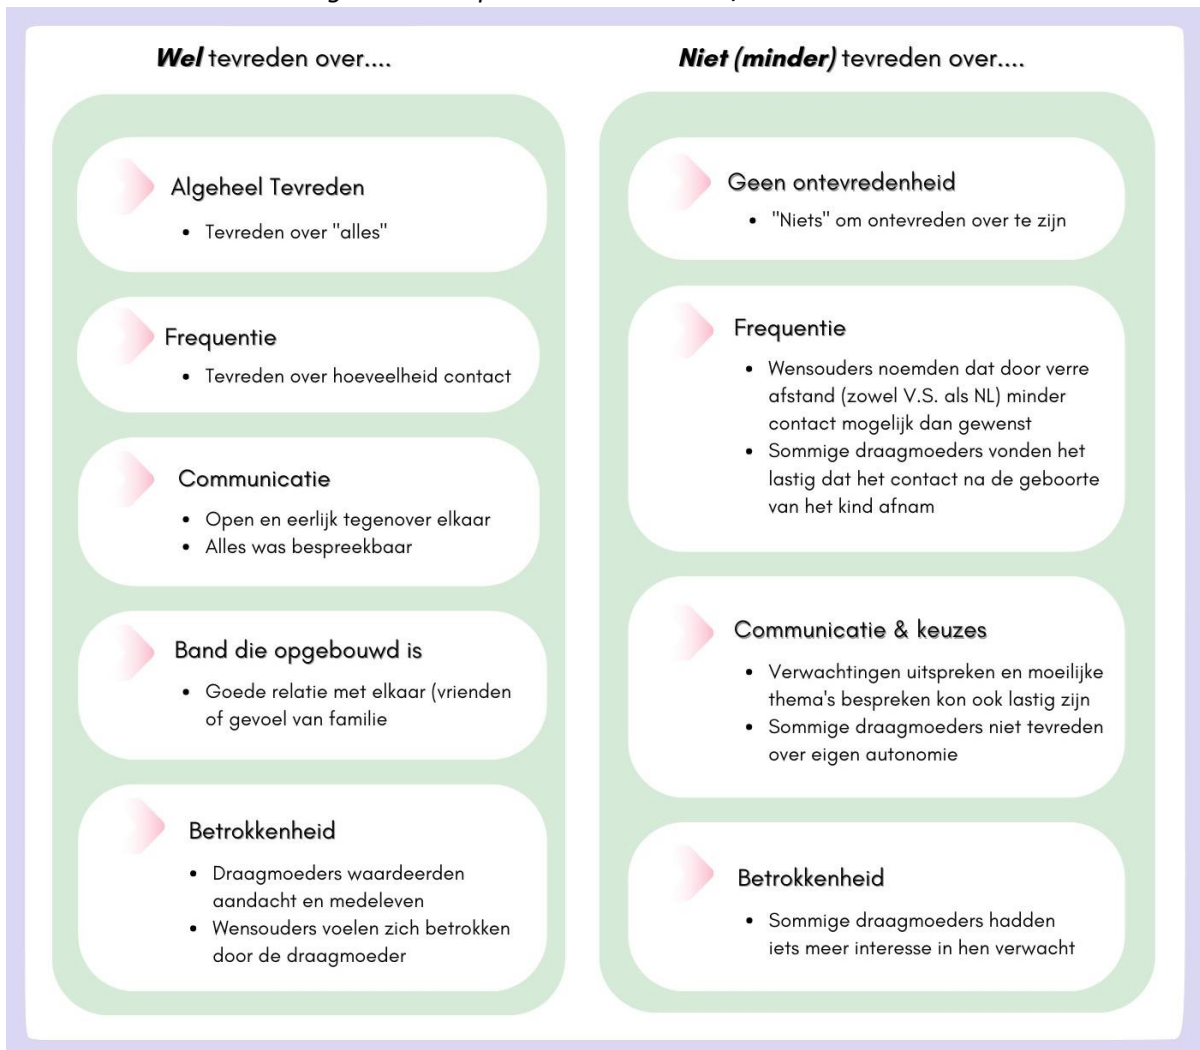 Wel tevreden over....
Algeheel Tevreden
• Tevreden over "alles"
Frequentie
• Tevreden over hoeveelheid contact
Communicatie
• Open en eerlijk tegenover elkaar
• Alles was bespreekbaar
Band die opgebouwd is
• Goede relatie met elkaar (vrienden
of gevoel van familie
Betrokkenheid
• Draagmoeders waardeerden
aandacht en medeleven
• Wensouders voelen zich betrokken
door de draagmoeder
Niet (minder) tevreden over....
Geen ontevredenheid
• "Niets" om ontevreden over te zijn
Frequentie
• Wensouders noemden dat door verre
afstand (zowel V.S. als NL) minder
contact mogelijk dan gewenst
• Sommige draagmoeders vonden het
lastig dat het contact na de geboorte
van het kind afnam
Communicatie & keuzes
• Verwachtingen uitspreken en moeilijke
thema's bespreken kon ook lastig zijn
• Sommige draagmoeders niet tevreden
over eigen autonomie
Betrokkenheid
• Sommige draagmoeders hadden
iets meer interesse in hen verwacht